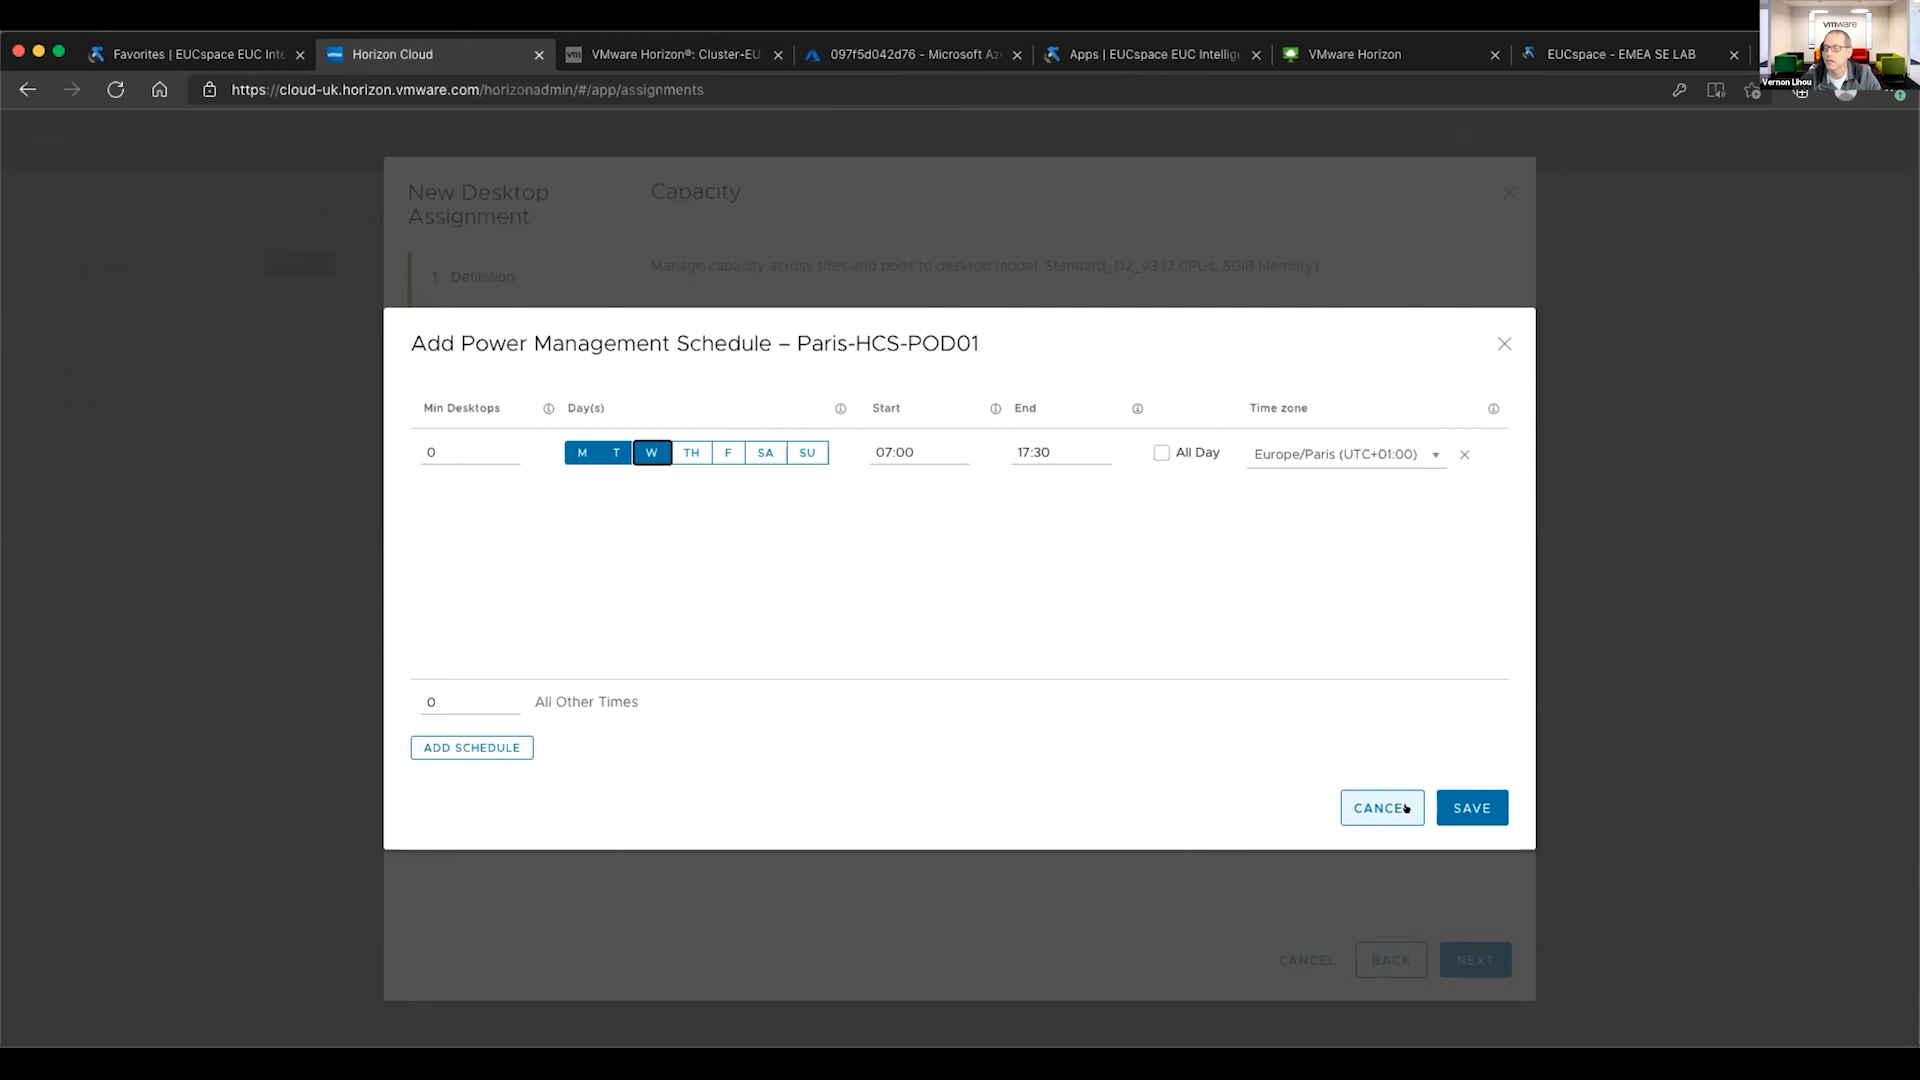 Favorites | EUCspace EUC Inte
Horizon Cloud
VMware Horizon®: Cluster-EU
097f5d042d76 - Microsoft Az
Apps | EUCspace EUC Intellig
VMware Horizon
EUCspace - EMEA SE LAB
vmware
Vernon Lihou
https://cloud-uk.horizon.vmware.com/horizonadmin/#/app/assignments
New Desktop
Assignment
Capacity
1 Definition
Manage capacity across sites and pods to desktop model: Standard_D2_v3 (2 CPUs, 8GiB Memory)
Add Power Management Schedule – Paris-HCS-POD01
Min Desktops Day(s) Start End Time zone
0 M T W TH F SA SU 07:00 17:30 All Day Europe/Paris (UTC+01:00)
0 All Other Times
ADD SCHEDULE
CANCEL SAVE
CANCEL BACK NEXT